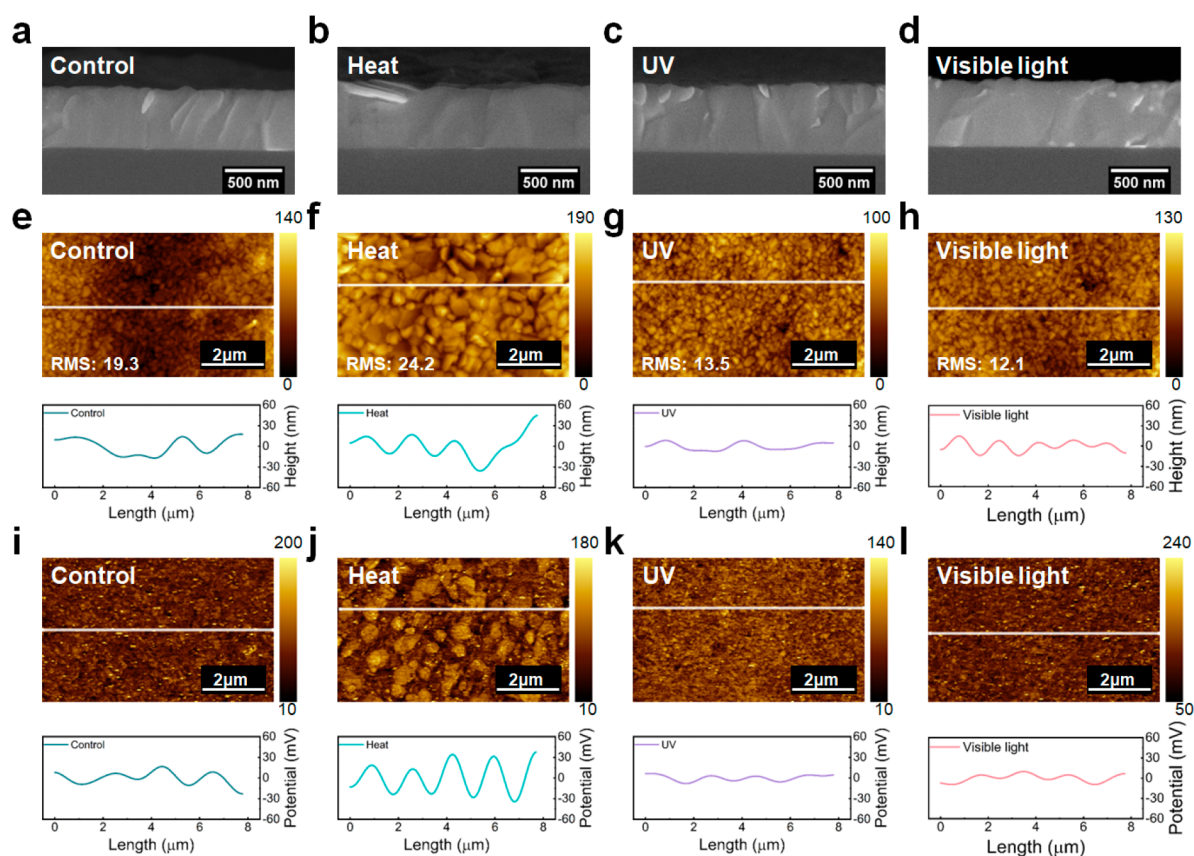 a b c d
Control Heat UV Visible light
500 nm 500 nm 500 nm 500 nm
e 140 f 190 g 100 h 130
Control Heat UV Visible light
RMS: 19.3 2μm 0 RMS: 24.2 2μm 0 RMS: 13.5 2μm 0 RMS: 12.1 2μm 0
Control Heat UV Visible light
60 30 0 -30 -60 Height (nm) 60 30 0 -30 -60 Height (nm) 60 30 0 -30 -60 Height (nm) 60 30 0 -30 -60 Height (nm)
0 2 4 6 8 0 2 4 6 8 0 2 4 6 8 0 2 4 6 8
Length (μm) Length (μm) Length (μm) Length (μm)
i 200 j 180 k 140 l 240
Control Heat UV Visible light
2μm 10 2μm 10 2μm 10 2μm 50
Control Heat UV Visible light
60 30 0 -30 -60 Potential (mV) 60 30 0 -30 -60 Potential (mV) 60 30 0 -30 -60 Potential (mV) 60 30 0 -30 -60 Potential (mV)
0 2 4 6 8 0 2 4 6 8 0 2 4 6 8 0 2 4 6 8
Length (μm) Length (μm) Length (μm) Length (μm)